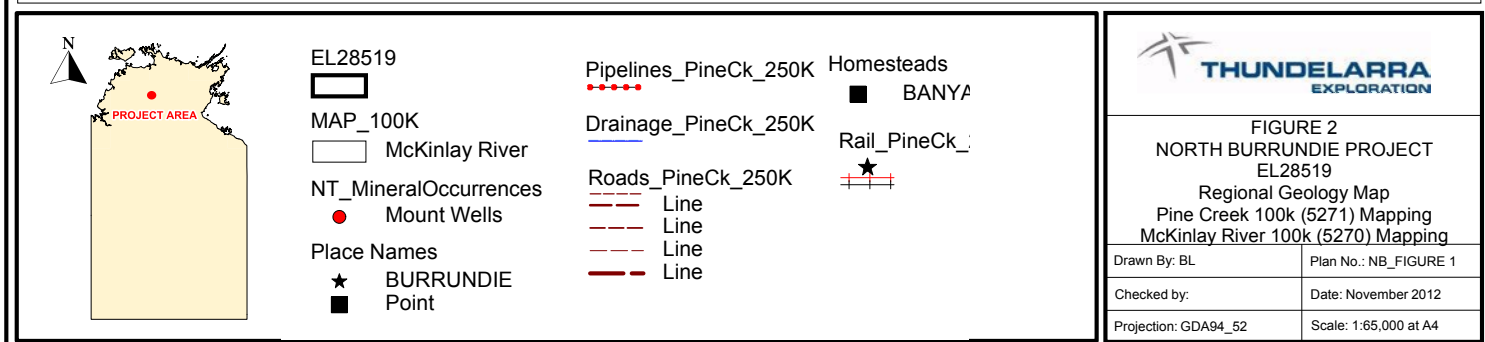 N
PROJECT AREA
EL28519
MAP_100K
McKinlay River
NT_MineralOccurrences
Mount Wells
Place Names
BURRUNDIE
Point
Pipelines_PineCk_250K
Drainage_PineCk_250K
Roads_PineCk_250K
Line
Line
Line
Line
Homesteads
BANYA
Rail_PineCk_
THUNDELARRA
EXPLORATION
FIGURE 2
NORTH BURRUNDIE PROJECT
EL28519
Regional Geology Map
Pine Creek 100k (5271) Mapping
McKinlay River 100k (5270) Mapping
Drawn By: BL
Plan No.: NB_FIGURE 1
Checked by:
Date: November 2012
Projection: GDA94_52
Scale: 1:65,000 at A4